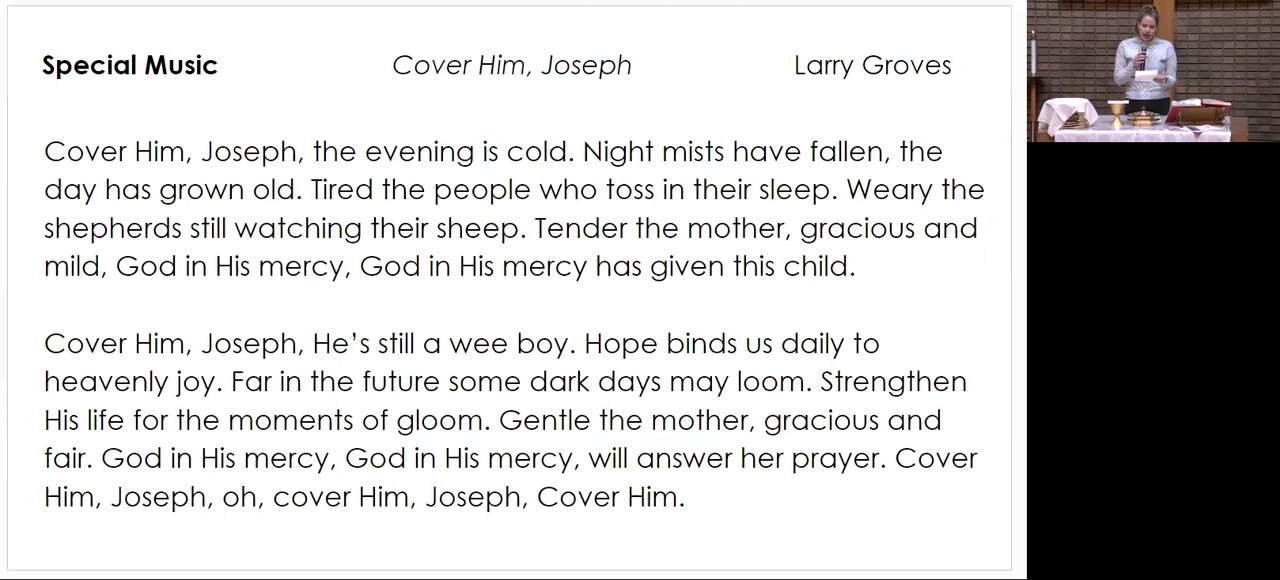 Special Music Cover Him, Joseph Larry Groves
Cover Him, Joseph, the evening is cold. Night mists have fallen, the
day has grown old. Tired the people who toss in their sleep. Weary the
shepherds still watching their sheep. Tender the mother, gracious and
mild, God in His mercy, God in His mercy has given this child.
Cover Him, Joseph, He’s still a wee boy. Hope binds us daily to
heavenly joy. Far in the future some dark days may loom. Strengthen
His life for the moments of gloom. Gentle the mother, gracious and
fair. God in His mercy, God in His mercy, will answer her prayer. Cover
Him, Joseph, oh, cover Him, Joseph, Cover Him.